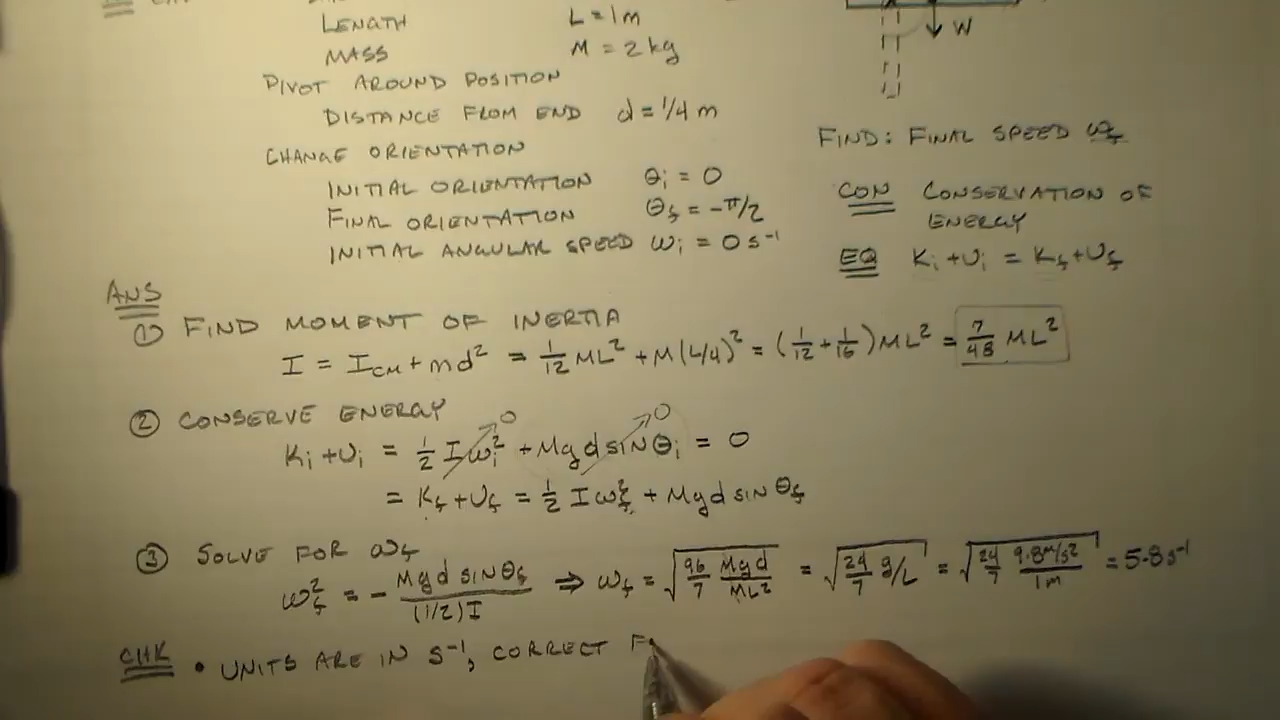 LENGTH L = 1 m
MASS M = 2 kg
PIVOT AROUND POSITION
DISTANCE FROM END d = 1/4 m
CHANGE ORIENTATION
INITIAL ORIENTATION θi = 0
FINAL ORIENTATION θf = -π/2
INITIAL ANGULAR SPEED ωi = 0 s⁻¹
W
FIND: FINAL SPEED ωf
CON CONSERVATION OF
ENERGY
EQ Ki + Ui = Kf + Uf
ANS
① FIND MOMENT OF INERTIA
I = ICM + md² = 1/12 ML² + M(L/4)² = (1/12 + 1/16) ML² = 7/48 ML²
② CONSERVE ENERGY
Ki + Ui = 1/2 I ωi² 0 + Mgd sin θi 0 = 0
= Kf + Uf = 1/2 I ωf² + Mgd sin θf
③ SOLVE FOR ωf
ωf² = - Mgd sin θf / (1/2) I ⇒ ωf = √(96/7 Mgd/ML²) = √(24/7 g/L) = √(24/7 9.8 m/s² / 1m) = 5.8 s⁻¹
CHK • UNITS ARE IN s⁻¹, CORRECT